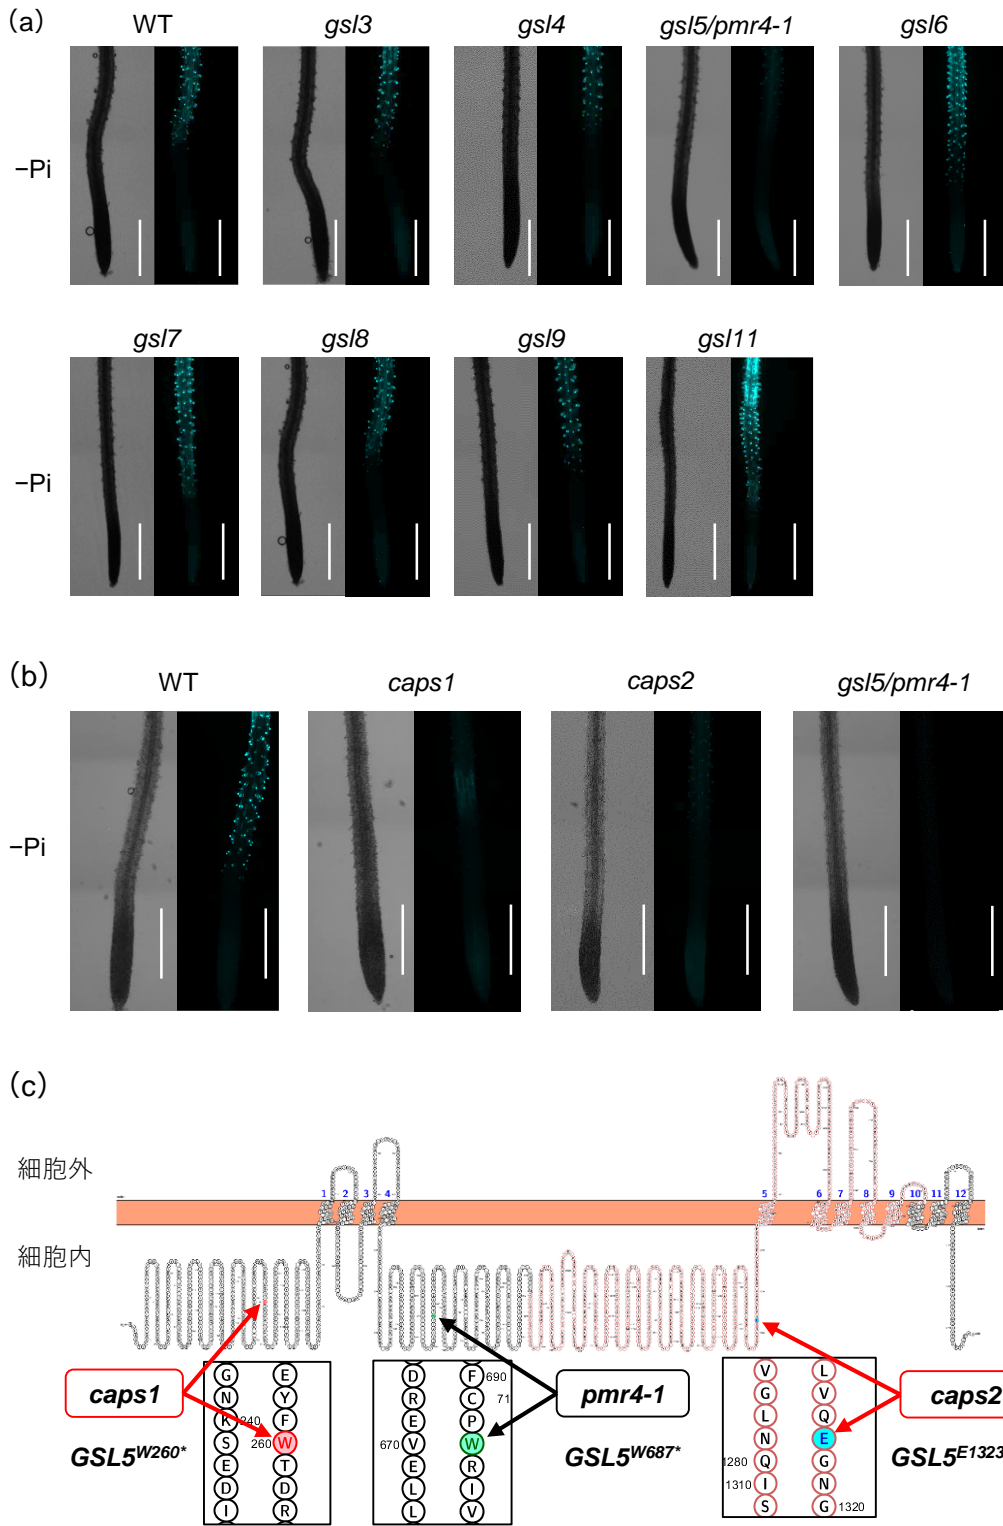 (a)
WT gsl3 gsl4 gsl5/pmr4-1 gsl6
−Pi
gsl7 gsl8 gsl9 gsl11
−Pi
(b)
WT caps1 caps2 gsl5/pmr4-1
−Pi
(c)
細胞外
1 2 3 4 5 6 7 8 9 10 11 12
細胞内
caps1 pmr4-1 caps2
GSL5W260* GSL5W687* GSL5E1323
G E D F 690 V L
N Y R C 71 G V
K 240 F E P L Q
S 260 W 670 V W N E
E T E R 1280 Q G
D D L I 1310 I N
I R L V S G 1320